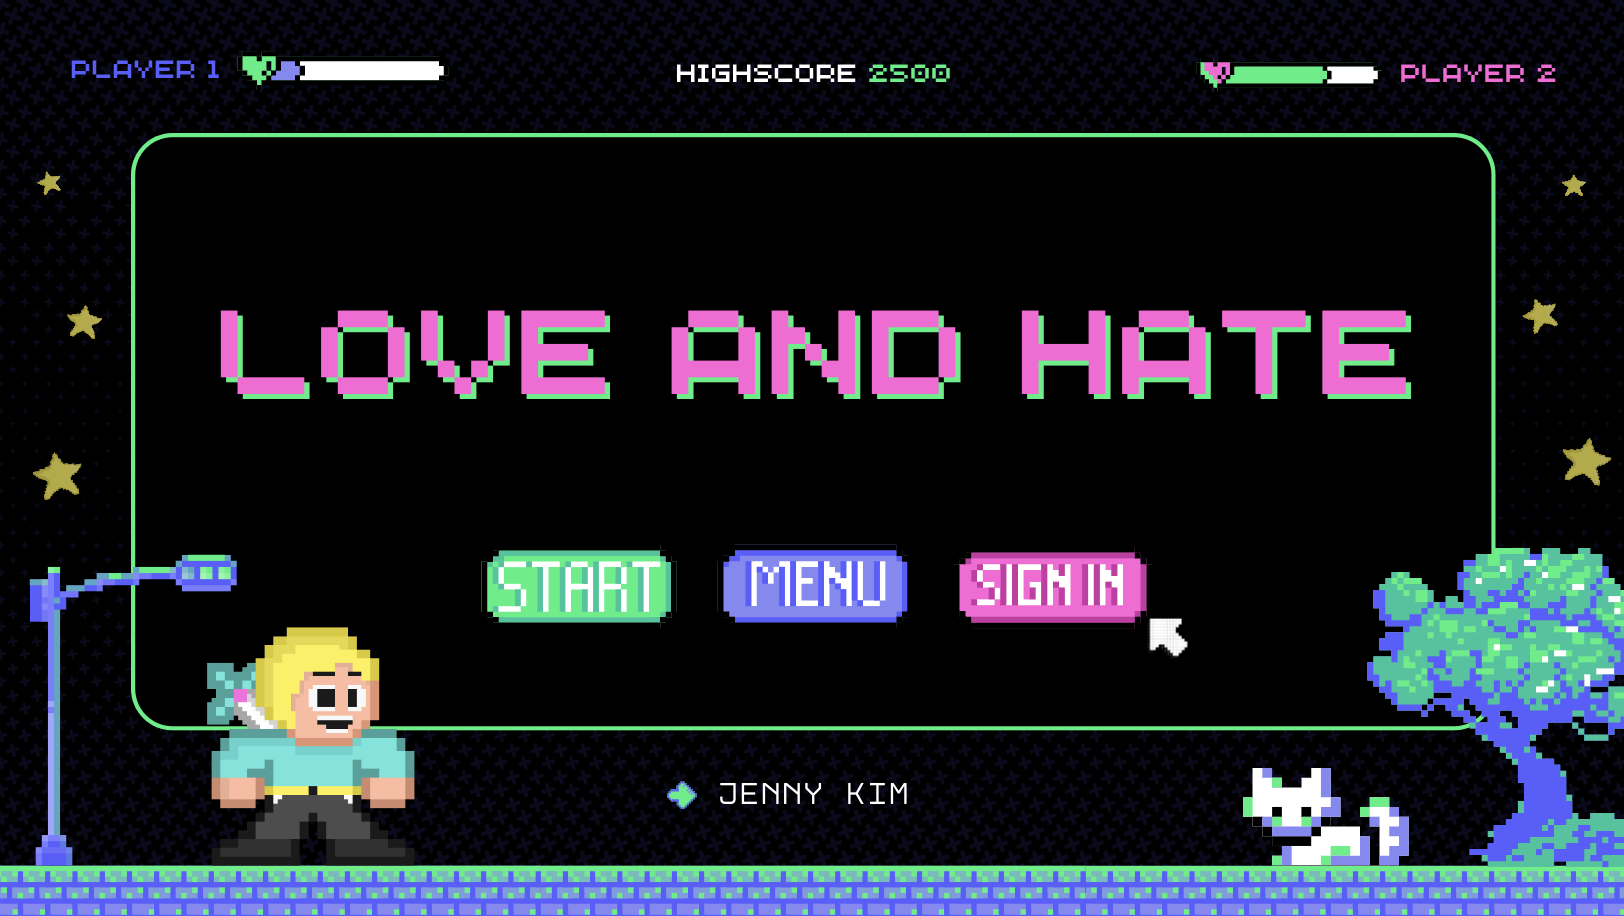 PLAYER 1
HIGHSCORE 2500
PLAYER 2
LOVE AND HATE
START
MENU
SIGN IN
JENNY KIM